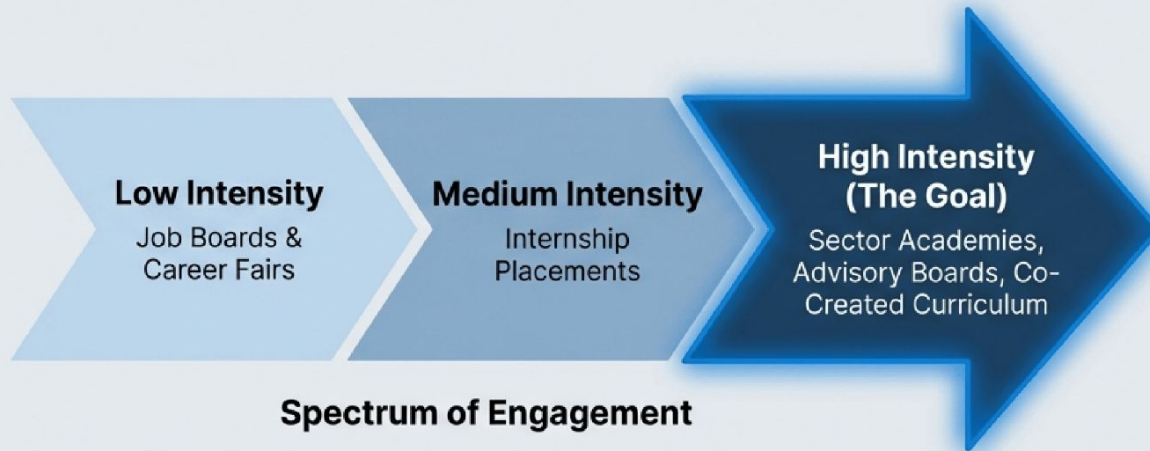 Low Intensity
Job Boards &
Career Fairs
Medium Intensity
Internship
Placements
High Intensity
(The Goal)
Sector Academies,
Advisory Boards, Co-
Created Curriculum
Spectrum of Engagement